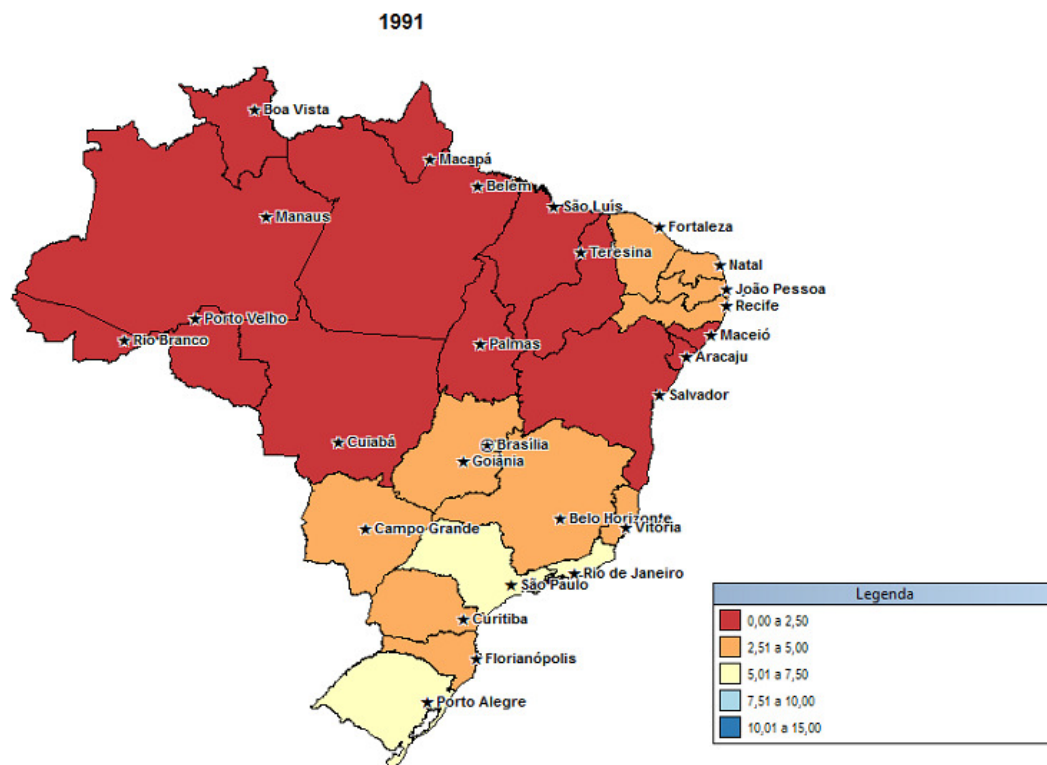 1991
Boa Vista
Macapá
Belém
São Luís
Manaus
Fortaleza
Teresina
Natal
João Pessoa
Recife
Porto Velho
Maceió
Rio Branco
Palmas
Aracaju
Salvador
Cuiabá
Brasília
Goiânia
Belo Horizonte
Campo Grande
Vitória
Rio de Janeiro
São Paulo
Curitiba
Florianópolis
Porto Alegre
Legenda
0,00 a 2,50
2,51 a 5,00
5,01 a 7,50
7,51 a 10,00
10,01 a 15,00